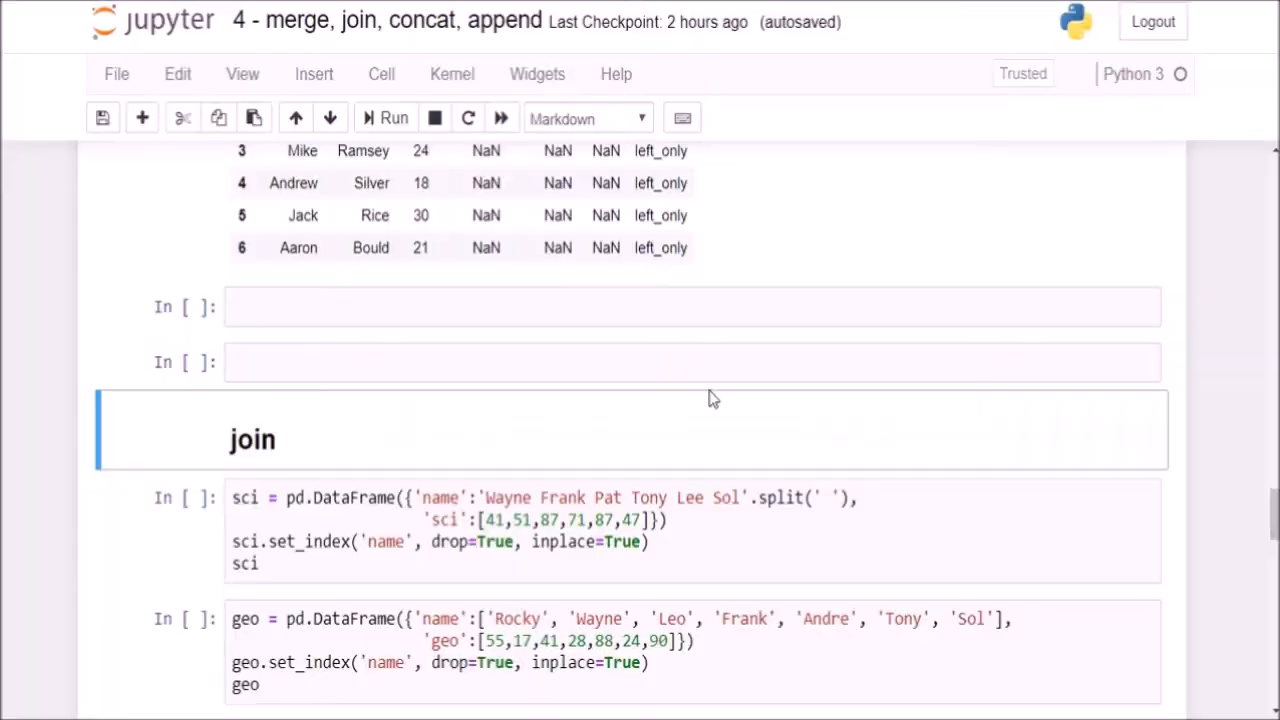 jupyter 4 - merge, join, concat, append Last Checkpoint: 2 hours ago (autosaved) Logout
File Edit View Insert Cell Kernel Widgets Help Trusted Python 3
Run Markdown
3 Mike Ramsey 24 NaN NaN NaN left_only
4 Andrew Silver 18 NaN NaN NaN left_only
5 Jack Rice 30 NaN NaN NaN left_only
6 Aaron Bould 21 NaN NaN NaN left_only
In [ ]:
In [ ]:
join
In [ ]: sci = pd.DataFrame({'name':'Wayne Frank Pat Tony Lee Sol'.split(' '),
'sci':[41,51,87,71,87,47]})
sci.set_index('name', drop=True, inplace=True)
sci
In [ ]: geo = pd.DataFrame({'name':['Rocky', 'Wayne', 'Leo', 'Frank', 'Andre', 'Tony', 'Sol'],
'geo':[55,17,41,28,88,24,90]})
geo.set_index('name', drop=True, inplace=True)
geo